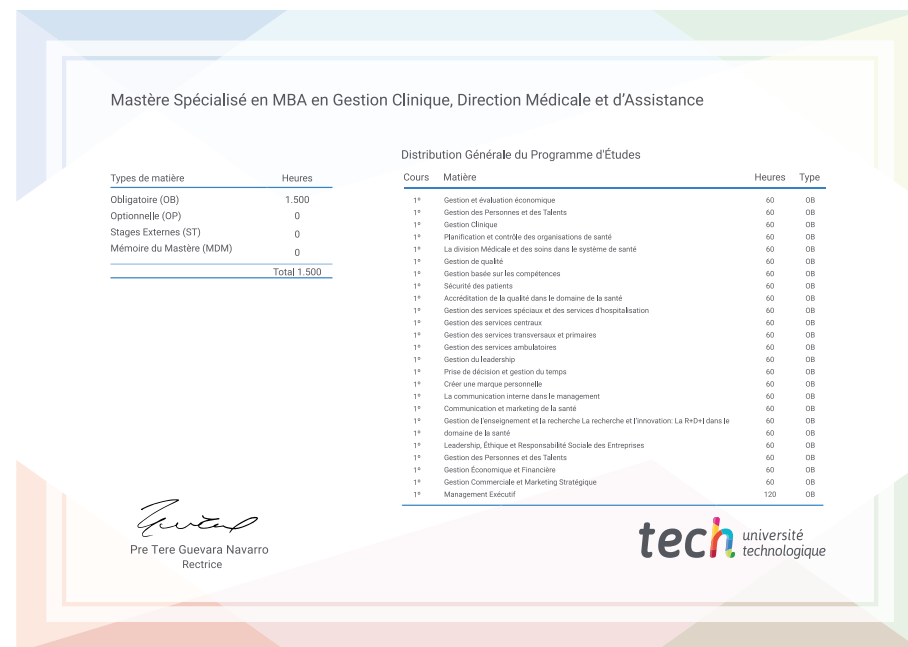 Mastère Spécialisé en MBA en Gestion Clinique, Direction Médicale et d'Assistance
Types de matière Heures
Obligatoire (OB) 1.500
Optionnelle (OP) 0
Stages Externes (ST) 0
Mémoire du Mastère (MDM) 0
Total 1.500
Distribution Générale du Programme d'Études
Cours Matière Heures Type
1º Gestion et évaluation économique 60 OB
1º Gestion des Personnes et des Talents 60 OB
1º Gestion Clinique 60 OB
1º Planification et contrôle des organisations de santé 60 OB
1º La division Médicale et des soins dans le système de santé 60 OB
1º Gestion de qualité 60 OB
1º Gestion basée sur les compétences 60 OB
1º Sécurité des patients 60 OB
1º Accréditation de la qualité dans le domaine de la santé 60 OB
1º Gestion des services spéciaux et des services d'hospitalisation 60 OB
1º Gestion des services centraux 60 OB
1º Gestion des services transversaux et primaires 60 OB
1º Gestion des services ambulatoires 60 OB
1º Gestion du leadership 60 OB
1º Prise de décision et gestion du temps 60 OB
1º Créer une marque personnelle 60 OB
1º La communication interne dans le management 60 OB
1º Communication et marketing de la santé 60 OB
1º Gestion de l'enseignement et la recherche La recherche et l'innovation: La R+D+I dans le 60 OB
1º domaine de la santé 60 OB
1º Leadership, Éthique et Responsabilité Sociale des Entreprises 60 OB
1º Gestion des Personnes et des Talents 60 OB
1º Gestion Économique et Financière 60 OB
1º Gestion Commerciale et Marketing Stratégique 60 OB
1º Management Exécutif 120 OB
Pre Tere Guevara Navarro
Rectrice
tech université
technologique